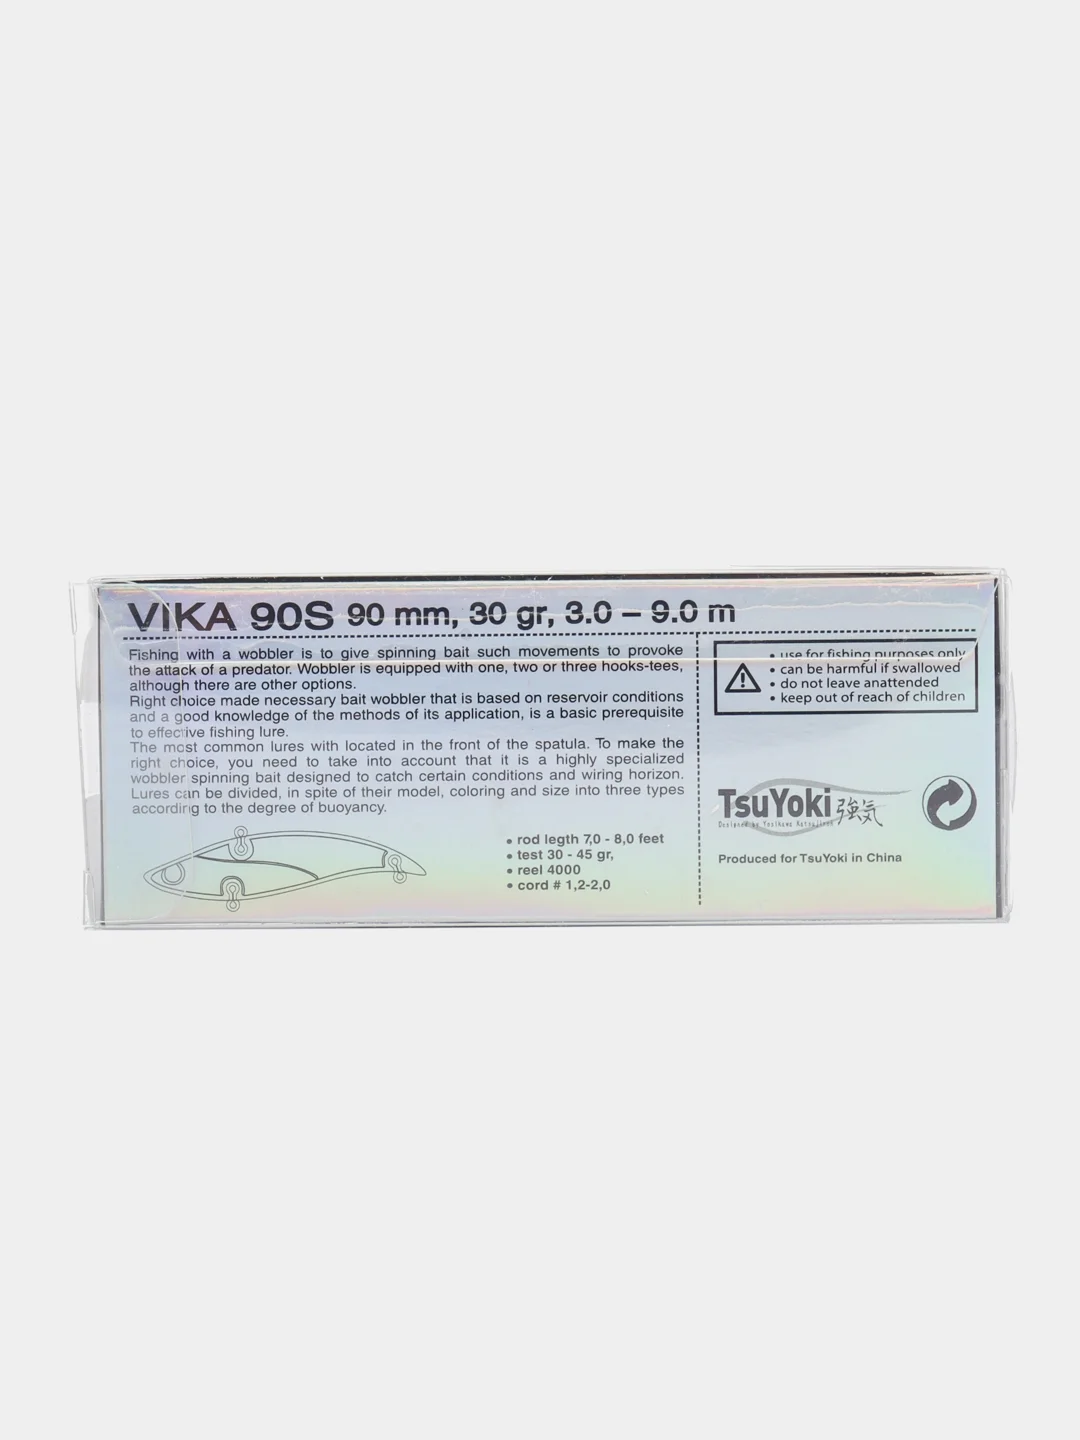 VIKA 90S 90 mm, 30 gr, 3.0 – 9.0 m
Fishing with a wobbler is to give spinning bait such movements to provoke
the attack of a predator. Wobbler is equipped with one, two or three hooks-tees,
although there are other options.
Right choice made necessary bait wobbler that is based on reservoir conditions
and a good knowledge of the methods of its application, is a basic prerequisite
to effective fishing lure.
The most common lures with located in the front of the spatula. To make the
right choice, you need to take into account that it is a highly specialized
wobbler spinning bait designed to catch certain conditions and wiring horizon.
Lures can be divided, in spite of their model, coloring and size into three types
according to the degree of buoyancy.
• rod legth 7,0 - 8,0 feet
• test 30 - 45 gr,
• reel 4000
• cord # 1,2-2,0
• use for fishing purposes only
• can be harmful if swallowed
• do not leave anattended
• keep out of reach of children
TsuYoki 強気
Designed by
Produced for TsuYoki in China